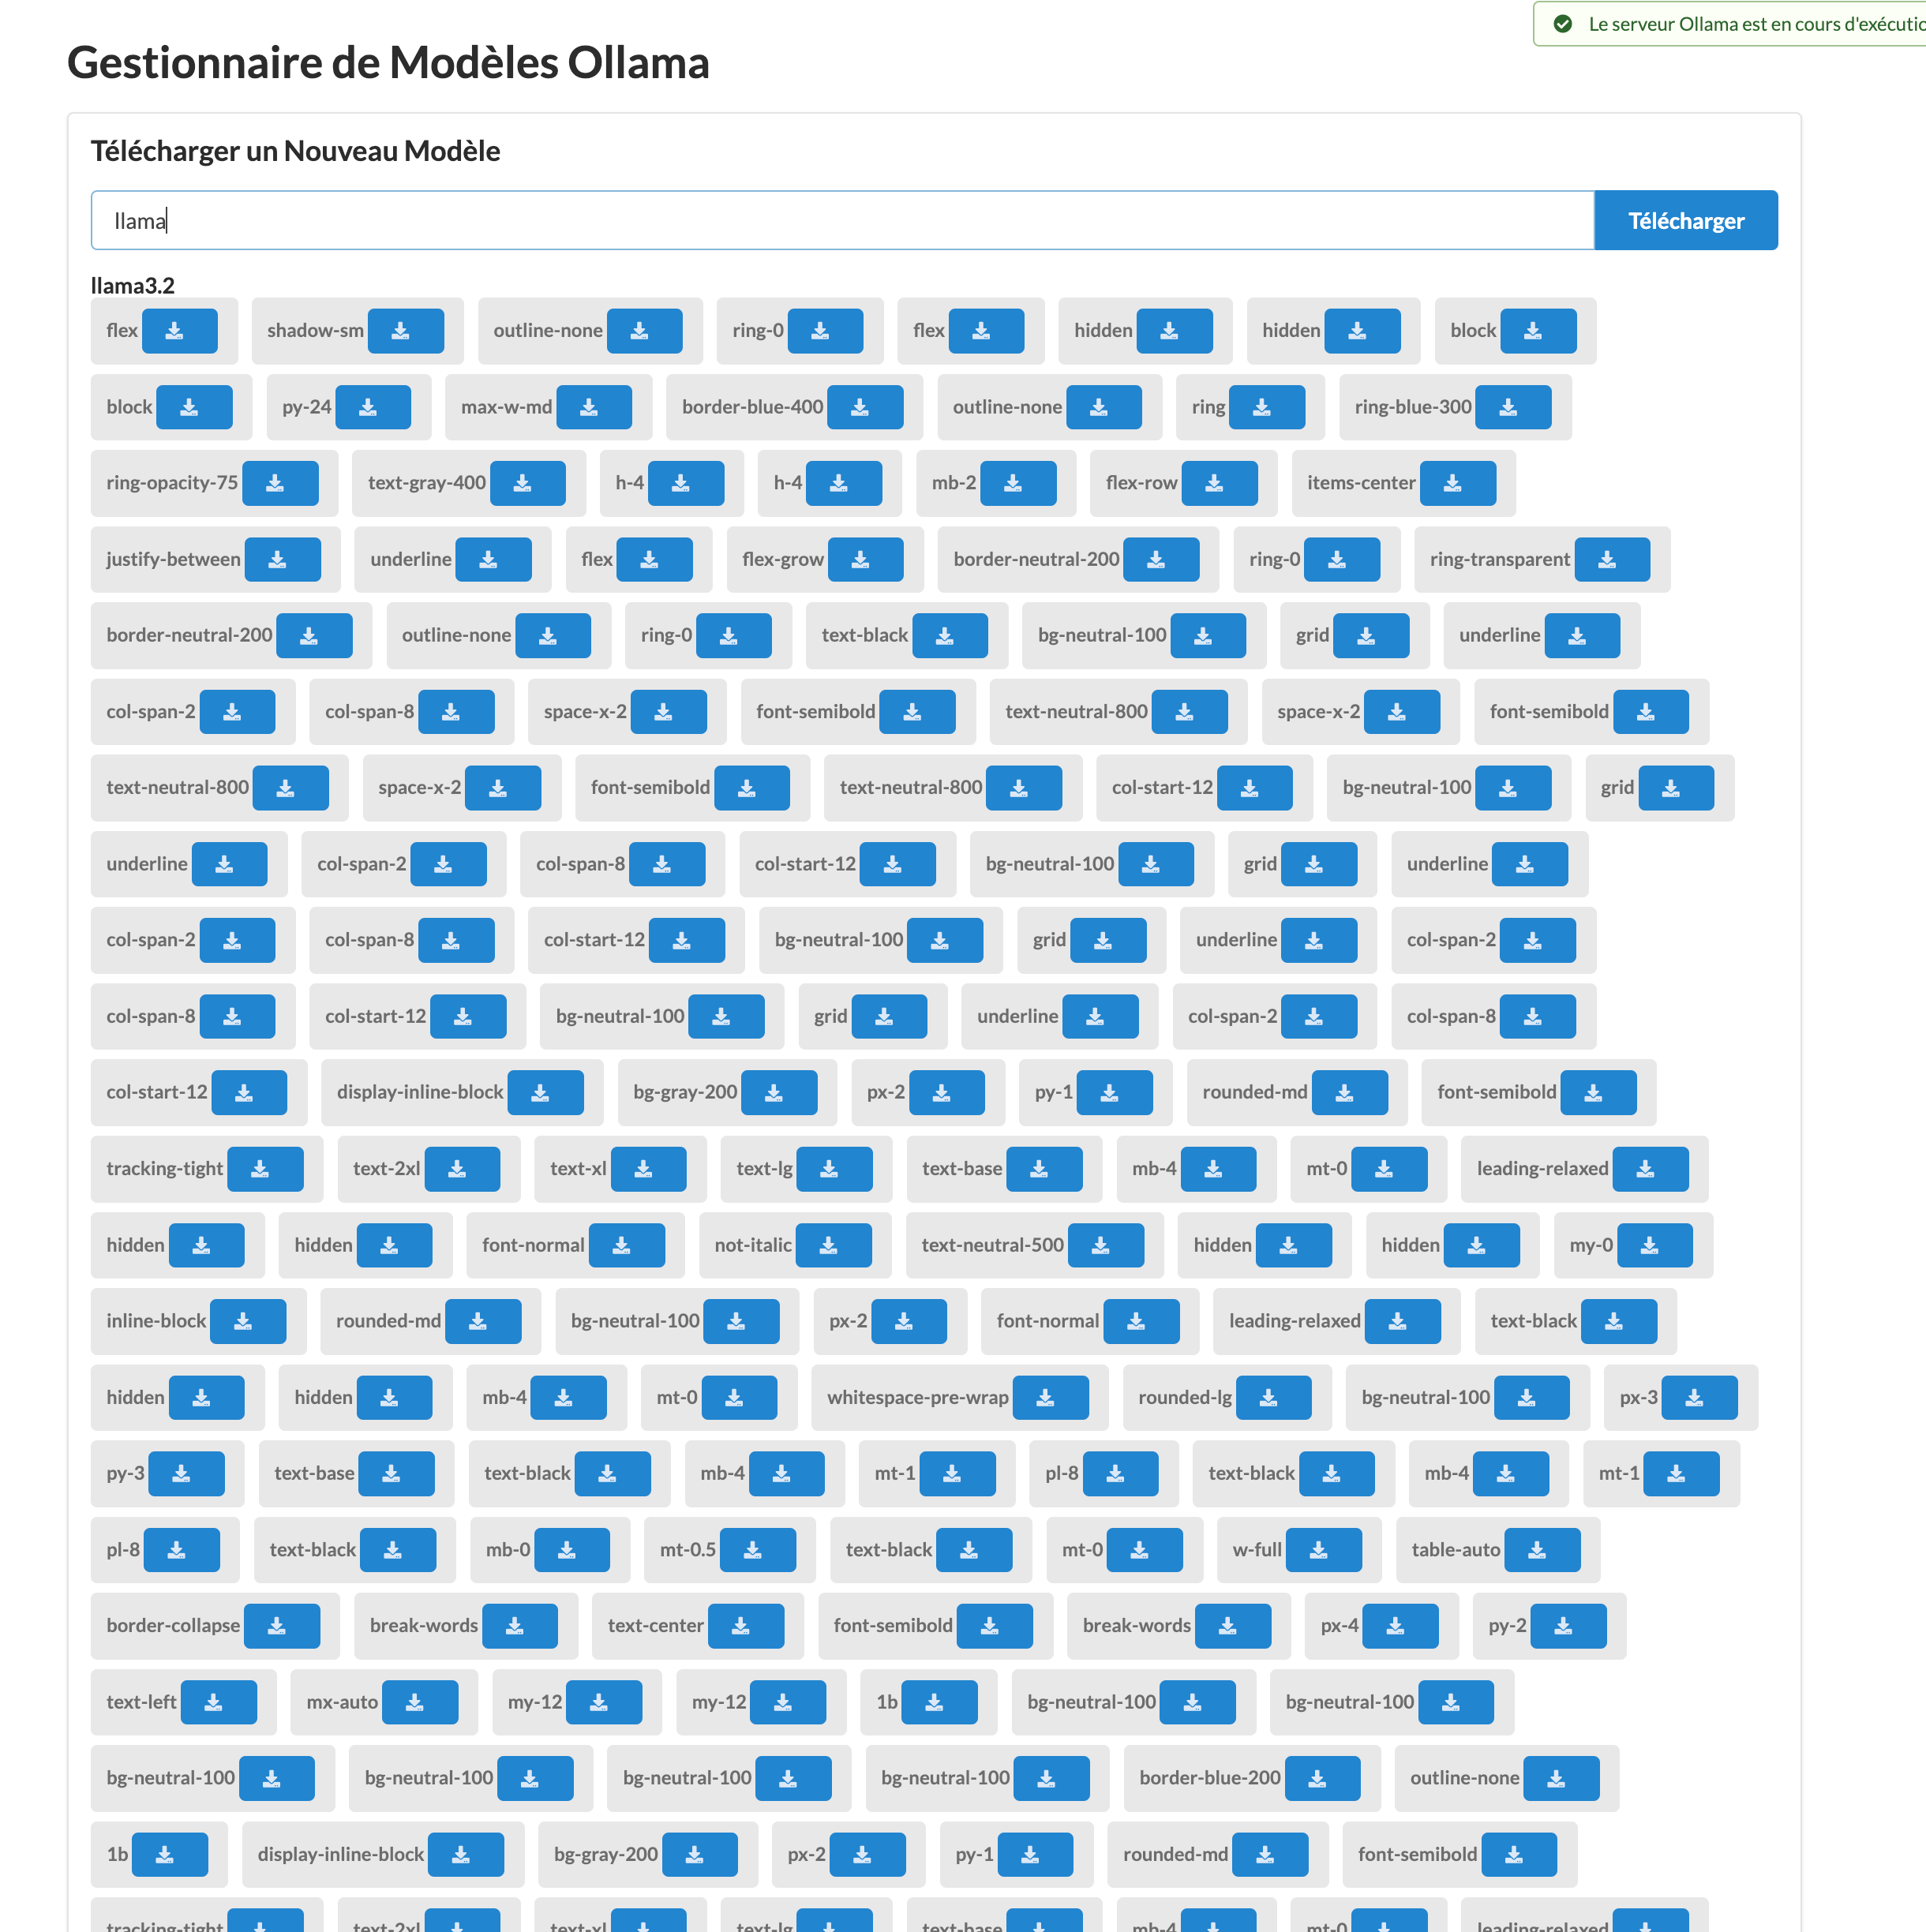 Le serveur Ollama est en cours d'exécutio
Gestionnaire de Modèles Ollama
Télécharger un Nouveau Modèle
llama Télécharger
llama3.2
flex shadow-sm outline-none ring-0 flex hidden hidden block
block py-24 max-w-md border-blue-400 outline-none ring ring-blue-300
ring-opacity-75 text-gray-400 h-4 h-4 mb-2 flex-row items-center
justify-between underline flex flex-grow border-neutral-200 ring-0 ring-transparent
border-neutral-200 outline-none ring-0 text-black bg-neutral-100 grid underline
col-span-2 col-span-8 space-x-2 font-semibold text-neutral-800 space-x-2 font-semibold
text-neutral-800 space-x-2 font-semibold text-neutral-800 col-start-12 bg-neutral-100 grid
underline col-span-2 col-span-8 col-start-12 bg-neutral-100 grid underline
col-span-2 col-span-8 col-start-12 bg-neutral-100 grid underline col-span-2
col-span-8 col-start-12 bg-neutral-100 grid underline col-span-2 col-span-8
col-start-12 display-inline-block bg-gray-200 px-2 py-1 rounded-md font-semibold
tracking-tight text-2xl text-xl text-lg text-base mb-4 mt-0 leading-relaxed
hidden hidden font-normal not-italic text-neutral-500 hidden hidden my-0
inline-block rounded-md bg-neutral-100 px-2 font-normal leading-relaxed text-black
hidden hidden mb-4 mt-0 whitespace-pre-wrap rounded-lg bg-neutral-100 px-3
py-3 text-base text-black mb-4 mt-1 pl-8 text-black mb-4 mt-1
pl-8 text-black mb-0 mt-0.5 text-black mt-0 w-full table-auto
border-collapse break-words text-center font-semibold break-words px-4 py-2
text-left mx-auto my-12 my-12 1b bg-neutral-100 bg-neutral-100
bg-neutral-100 bg-neutral-100 bg-neutral-100 bg-neutral-100 border-blue-200 outline-none
1b display-inline-block bg-gray-200 px-2 py-1 rounded-md font-semibold
tracking-tight text-2xl text-xl text-lg text-base mb-4 mt-0 leading-relaxed